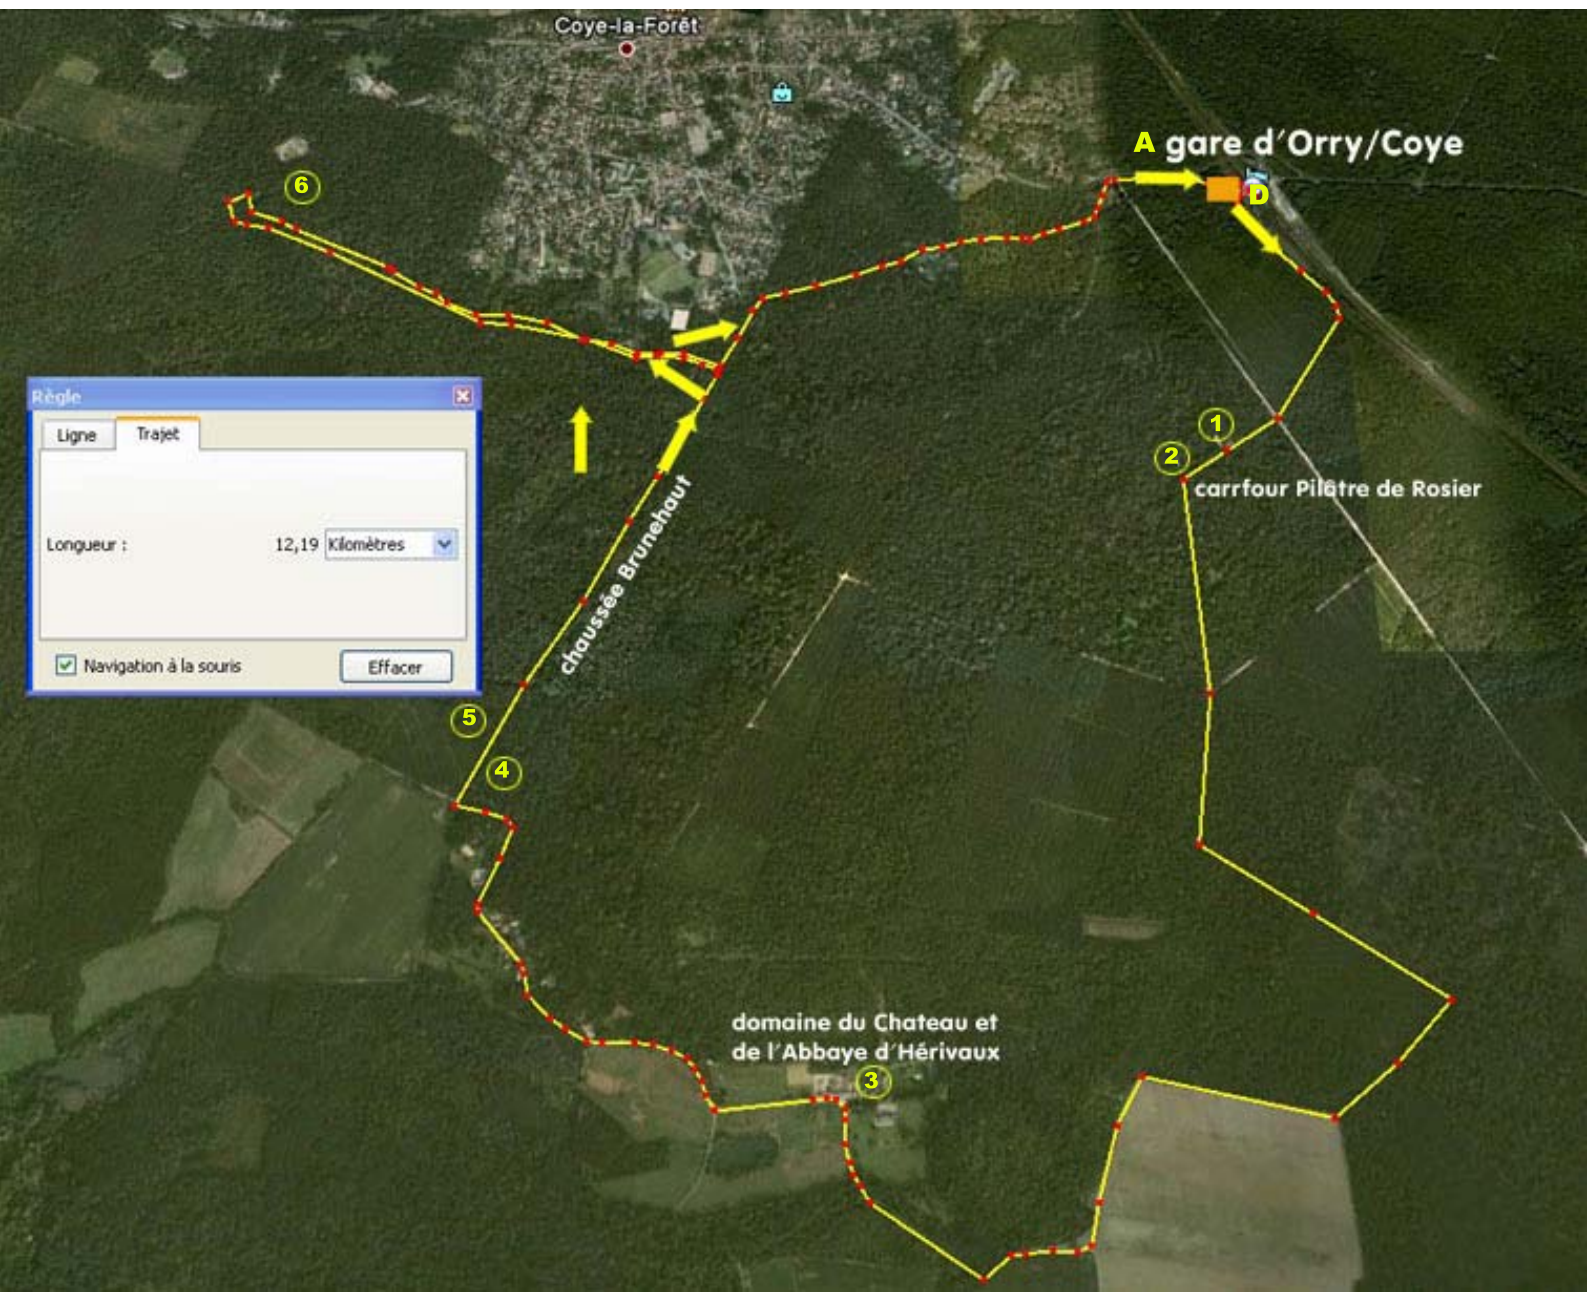 Coye-la-Forêt
A gare d'Orry/Coye
D
6
Règle
Ligne
Trajet
Longueur :
12,19 Kilomètres
Navigation à la souris
Effacer
1
2
carrfour Pilâtre de Rosier
chaussée Brunehaut
5
4
domaine du Chateau et
de l'Abbaye d'Hérivaux
3